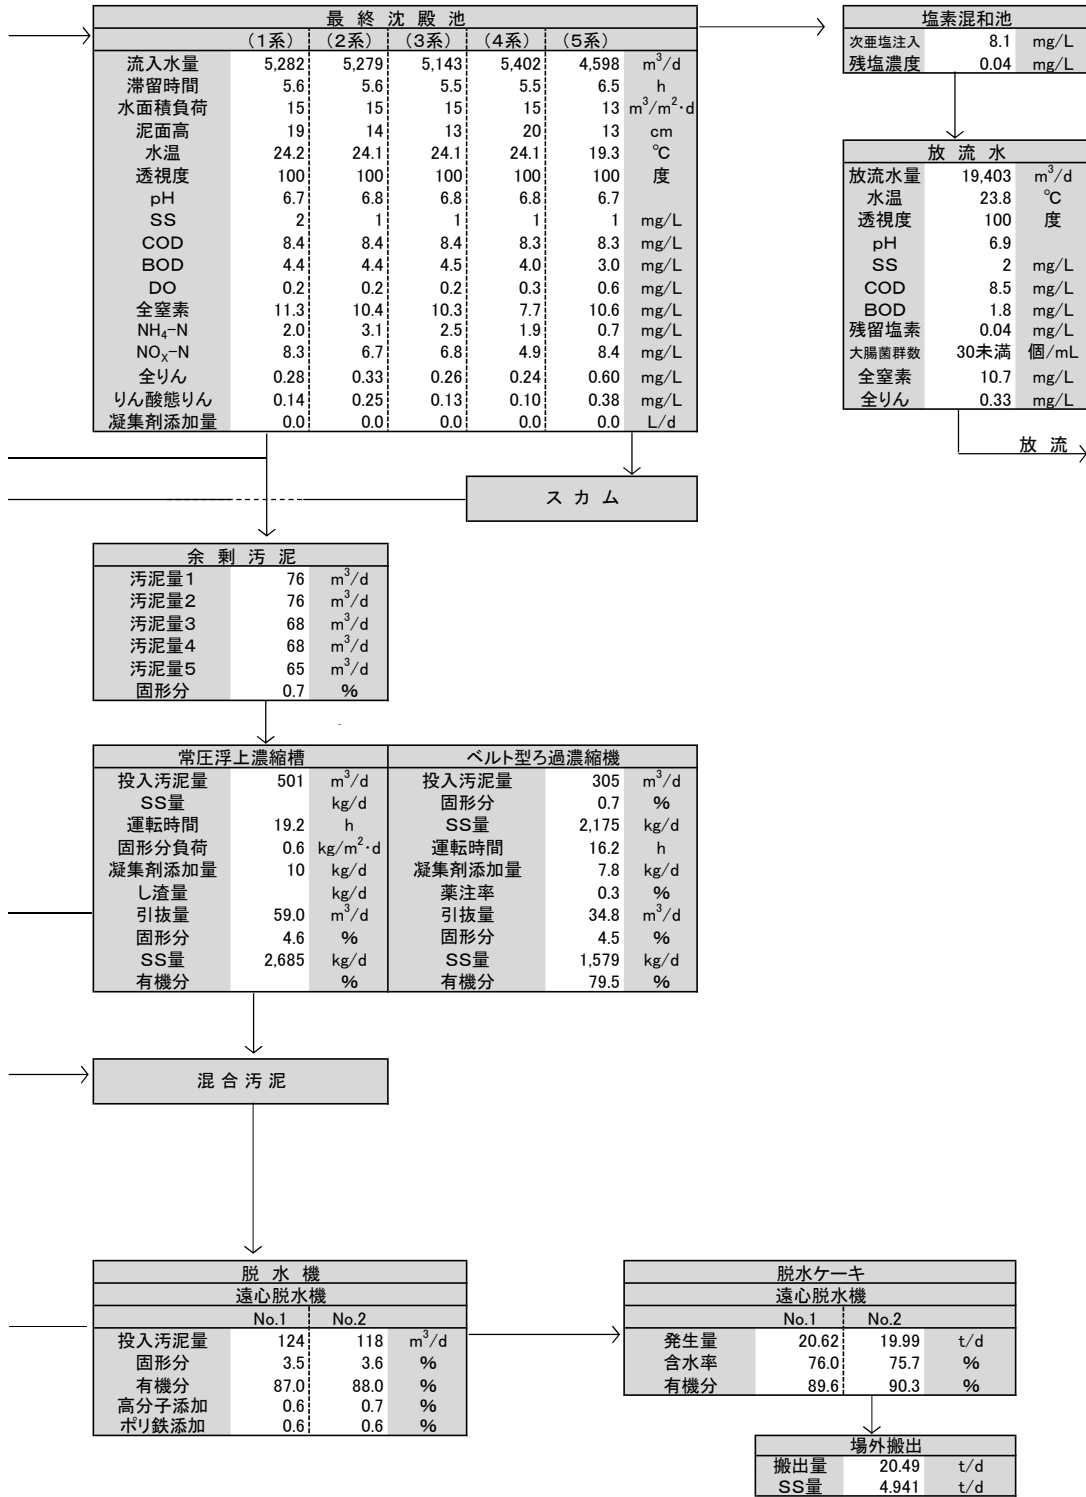 最 終 沈 殿 池
(1系) (2系) (3系) (4系) (5系)
流入水量 5,282 5,279 5,143 5,402 4,598 m³/d
滞留時間 5.6 5.6 5.5 5.5 6.5 h
水面積負荷 15 15 15 15 13 m³/m²·d
泥面高 19 14 13 20 13 cm
水温 24.2 24.1 24.1 24.1 19.3 ℃
透視度 100 100 100 100 100 度
pH 6.7 6.8 6.8 6.8 6.7
SS 2 1 1 1 1 mg/L
COD 8.4 8.4 8.4 8.3 8.3 mg/L
BOD 4.4 4.4 4.5 4.0 3.0 mg/L
DO 0.2 0.2 0.2 0.3 0.6 mg/L
全窒素 11.3 10.4 10.3 7.7 10.6 mg/L
NH₄-N 2.0 3.1 2.5 1.9 0.7 mg/L
NOₓ-N 8.3 6.7 6.8 4.9 8.4 mg/L
全りん 0.28 0.33 0.26 0.24 0.60 mg/L
りん酸態りん 0.14 0.25 0.13 0.10 0.38 mg/L
凝集剤添加量 0.0 0.0 0.0 0.0 0.0 L/d
塩素混和池
次亜塩注入 8.1 mg/L
残塩濃度 0.04 mg/L
放 流 水
放流水量 19,403 m³/d
水温 23.8 ℃
透視度 100 度
pH 6.9
SS 2 mg/L
COD 8.5 mg/L
BOD 1.8 mg/L
残留塩素 0.04 mg/L
大腸菌群数 30未満 個/mL
全窒素 10.7 mg/L
全りん 0.33 mg/L
放 流
ス カ ム
余 剰 汚 泥
汚泥量1 76 m³/d
汚泥量2 76 m³/d
汚泥量3 68 m³/d
汚泥量4 68 m³/d
汚泥量5 65 m³/d
固形分 0.7 %
常圧浮上濃縮槽
投入汚泥量 501 m³/d
SS量 kg/d
運転時間 19.2 h
固形分負荷 0.6 kg/m²·d
凝集剤添加量 10 kg/d
し渣量 kg/d
引抜量 59.0 m³/d
固形分 4.6 %
SS量 2,685 kg/d
有機分 %
ベルト型ろ過濃縮機
投入汚泥量 305 m³/d
固形分 0.7 %
SS量 2,175 kg/d
運転時間 16.2 h
凝集剤添加量 7.8 kg/d
薬注率 0.3 %
引抜量 34.8 m³/d
固形分 4.5 %
SS量 1,579 kg/d
有機分 79.5 %
混 合 汚 泥
脱 水 機
遠心脱水機
No.1 No.2
投入汚泥量 124 118 m³/d
固形分 3.5 3.6 %
有機分 87.0 88.0 %
高分子添加 0.6 0.7 %
ポリ鉄添加 0.6 0.6 %
脱水ケーキ
遠心脱水機
No.1 No.2
発生量 20.62 19.99 t/d
含水率 76.0 75.7 %
有機分 89.6 90.3 %
場外搬出
搬出量 20.49 t/d
SS量 4.941 t/d